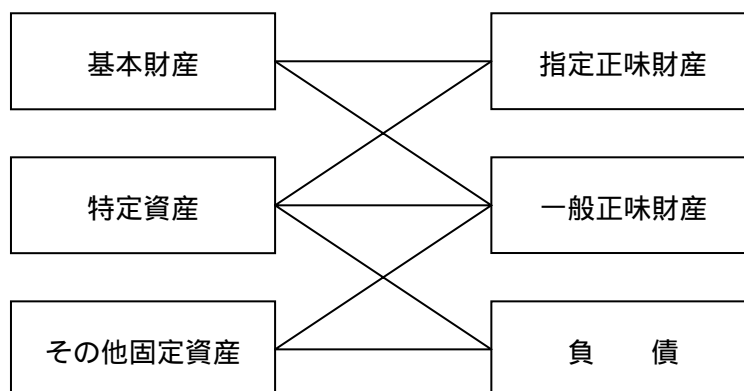 基本財産
指定正味財産
特定資産
一般正味財産
その他固定資産
負　　債